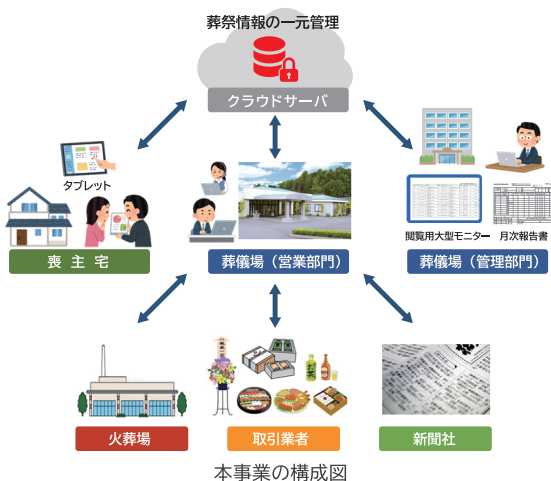 葬祭情報の一元管理
クラウドサーバ
タブレット
閲覧用大型モニター
月次報告書
喪主宅
葬儀場（営業部門）
葬儀場（管理部門）
火葬場
取引業者
新聞社
本事業の構成図